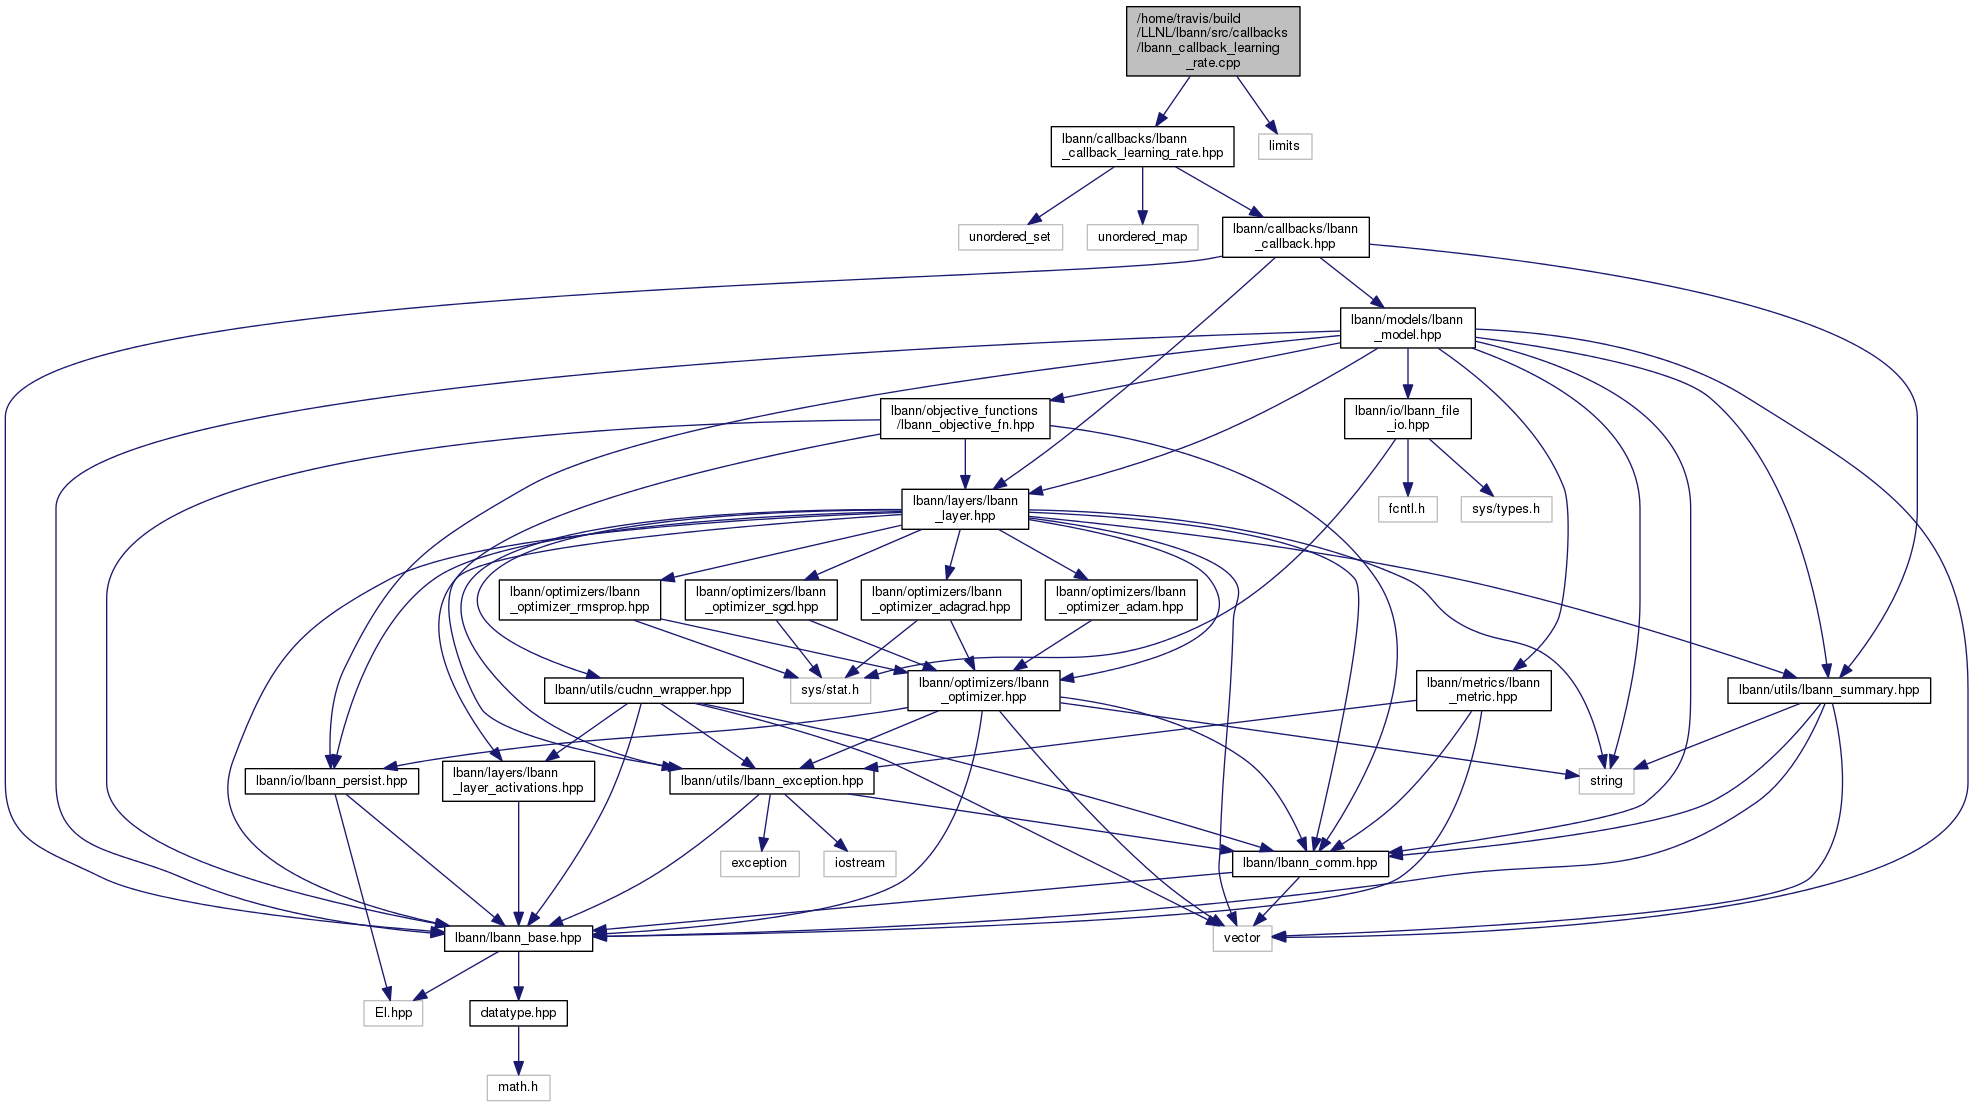 /home/travis/build
/LLNL/lbann/src/callbacks
/lbann_callback_learning
_rate.cpp
lbann/callbacks/lbann
_callback_learning_rate.hpp
limits
unordered_set
unordered_map
lbann/callbacks/lbann
_callback.hpp
lbann/models/lbann
_model.hpp
lbann/objective_functions
/lbann_objective_fn.hpp
lbann/io/lbann_file
_io.hpp
lbann/layers/lbann
_layer.hpp
fcntl.h
sys/types.h
lbann/optimizers/lbann
_optimizer_rmsprop.hpp
lbann/optimizers/lbann
_optimizer_sgd.hpp
lbann/optimizers/lbann
_optimizer_adagrad.hpp
lbann/optimizers/lbann
_optimizer_adam.hpp
lbann/utils/cudnn_wrapper.hpp
sys/stat.h
lbann/optimizers/lbann
_optimizer.hpp
lbann/metrics/lbann
_metric.hpp
lbann/utils/lbann_summary.hpp
lbann/io/lbann_persist.hpp
lbann/layers/lbann
_layer_activations.hpp
lbann/utils/lbann_exception.hpp
string
exception
iostream
lbann/lbann_comm.hpp
lbann/lbann_base.hpp
vector
El.hpp
datatype.hpp
math.h